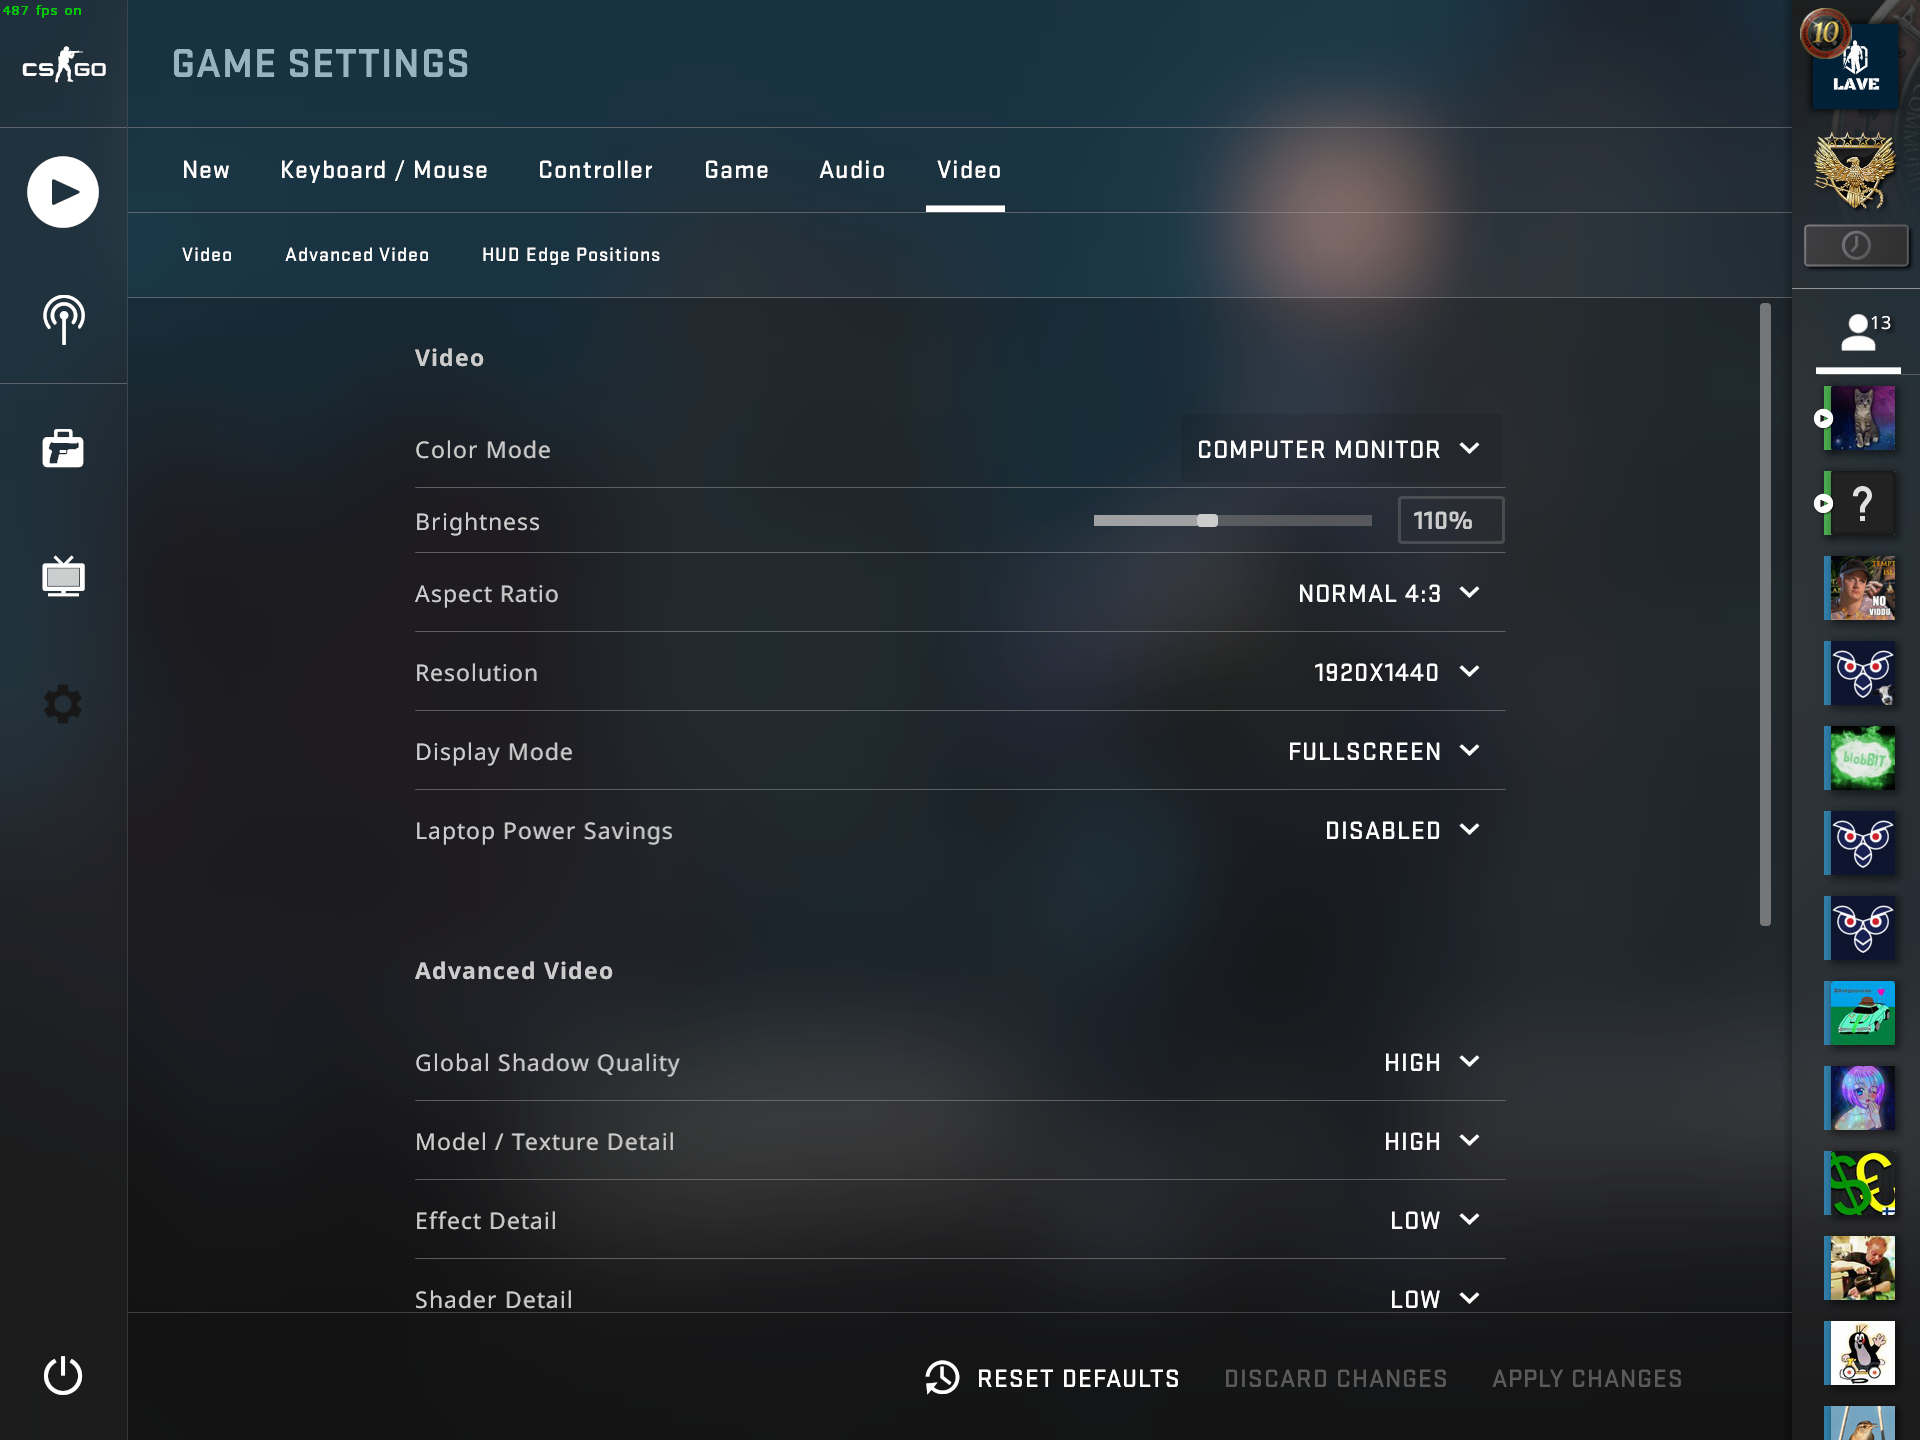 487 fps on
CS GO
GAME SETTINGS
10
LAVE
New Keyboard / Mouse Controller Game Audio Video
Video Advanced Video HUD Edge Positions
13
Video
Color Mode COMPUTER MONITOR
Brightness 110%
Aspect Ratio NORMAL 4:3
Resolution 1920X1440
Display Mode FULLSCREEN
Laptop Power Savings DISABLED
Advanced Video
Global Shadow Quality HIGH
Model / Texture Detail HIGH
Effect Detail LOW
Shader Detail LOW
RESET DEFAULTS DISCARD CHANGES APPLY CHANGES
?
NO
VIDDU
blobBIT
$€